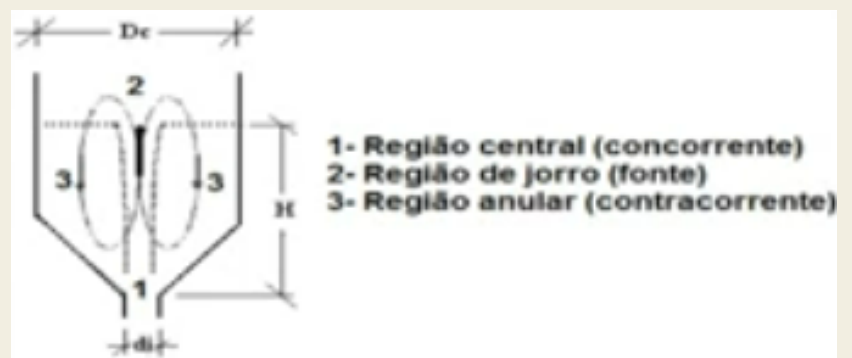 Dc
2
3
3
H
1
di
1- Região central (concorrente)
2- Região de jorro (fonte)
3- Região anular (contracorrente)